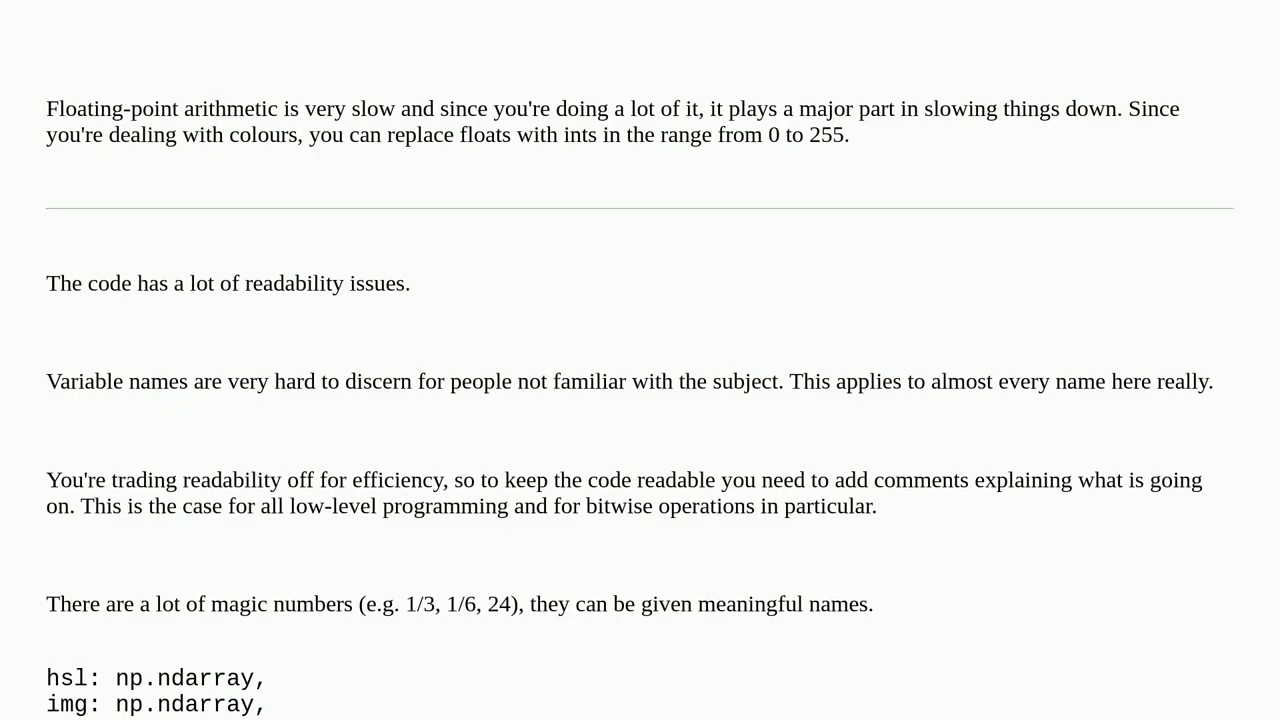 Floating-point arithmetic is very slow and since you're doing a lot of it, it plays a major part in slowing things down. Since
you're dealing with colours, you can replace floats with ints in the range from 0 to 255.
The code has a lot of readability issues.
Variable names are very hard to discern for people not familiar with the subject. This applies to almost every name here really.
You're trading readability off for efficiency, so to keep the code readable you need to add comments explaining what is going
on. This is the case for all low-level programming and for bitwise operations in particular.
There are a lot of magic numbers (e.g. 1/3, 1/6, 24), they can be given meaningful names.
hsl: np.ndarray,
img: np.ndarray,